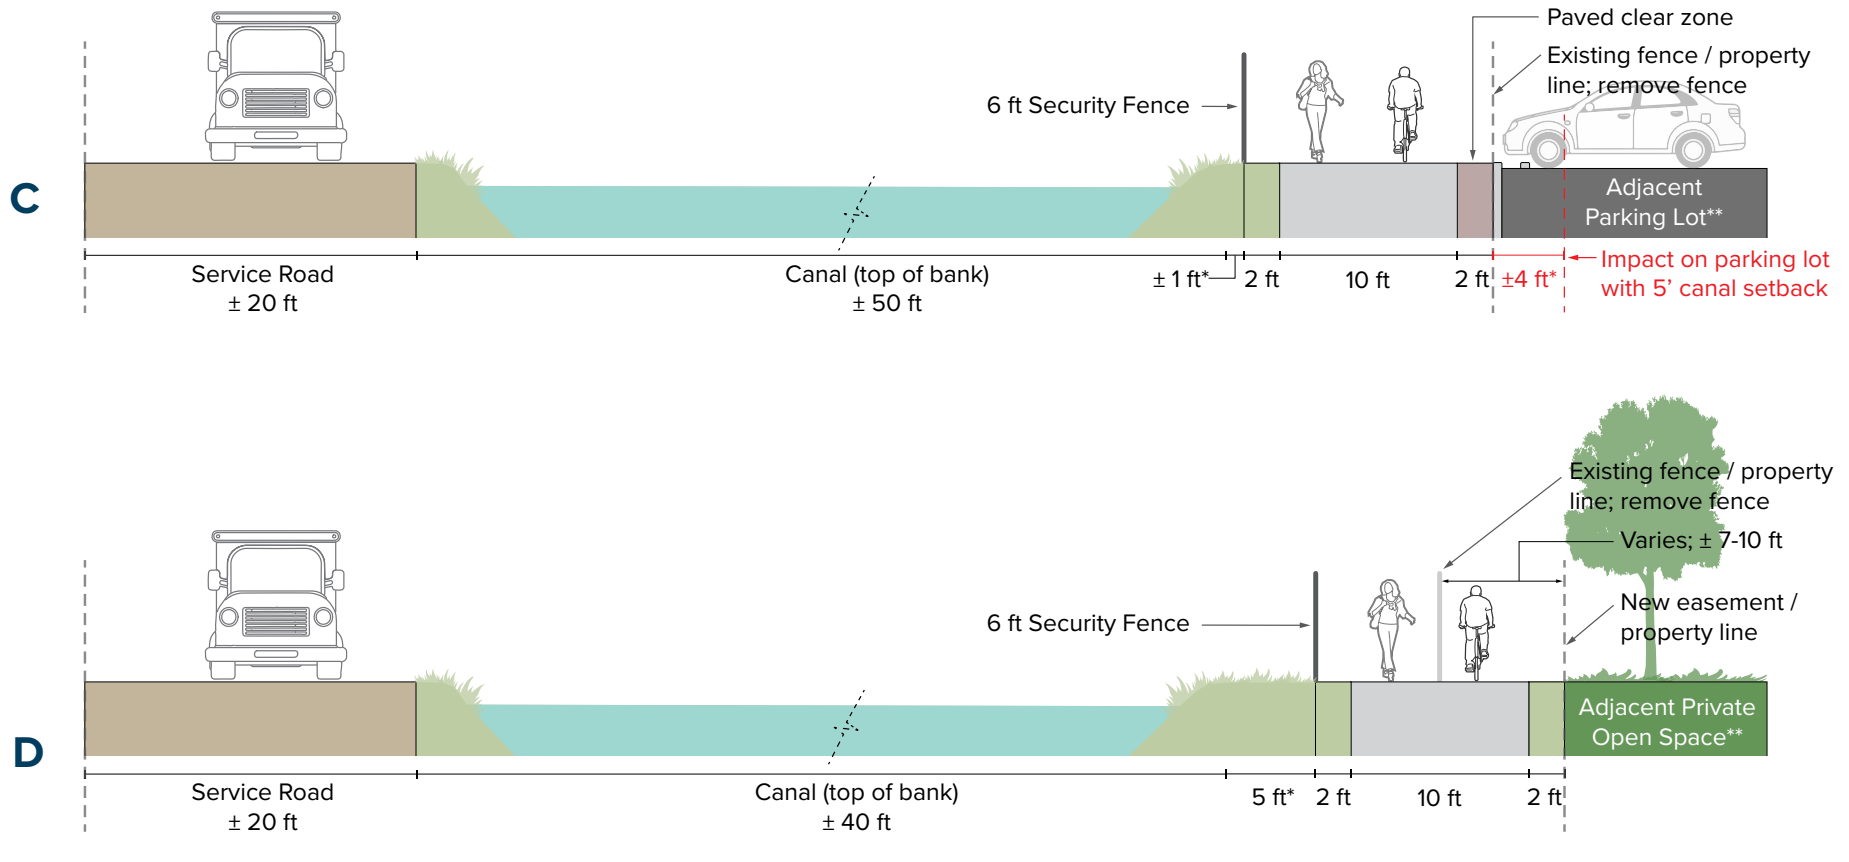 Paved clear zone
Existing fence / property
line; remove fence
6 ft Security Fence
C
Adjacent
Parking Lot**
Service Road
± 20 ft
Canal (top of bank)
± 50 ft
± 1 ft*
2 ft
10 ft
2 ft
±4 ft*
Impact on parking lot
with 5’ canal setback
Existing fence / property
line; remove fence
Varies; ± 7-10 ft
New easement /
property line
6 ft Security Fence
D
Adjacent Private
Open Space**
Service Road
± 20 ft
Canal (top of bank)
± 40 ft
5 ft*
2 ft
10 ft
2 ft